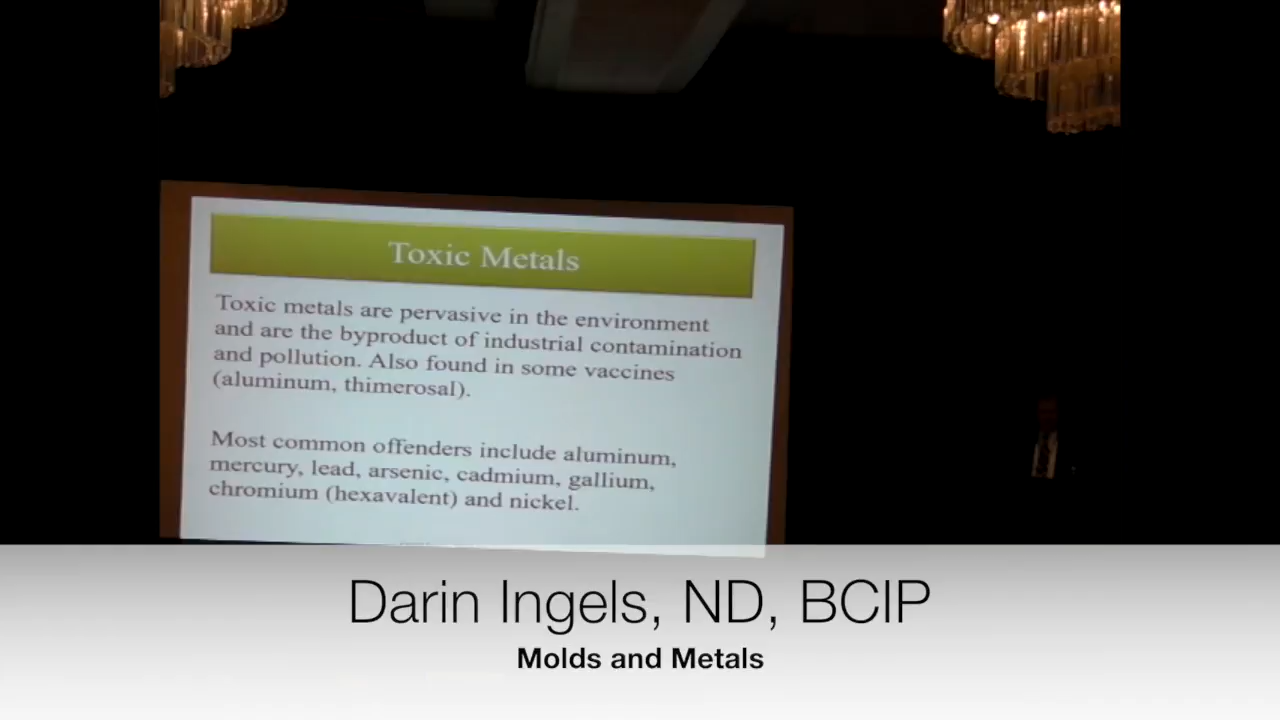 Toxic Metals
Toxic metals are pervasive in the environment
and are the byproduct of industrial contamination
and pollution. Also found in some vaccines
(aluminum, thimerosal).
Most common offenders include aluminum,
mercury, lead, arsenic, cadmium, gallium,
chromium (hexavalent) and nickel.
Darin Ingels, ND, BCIP
Molds and Metals